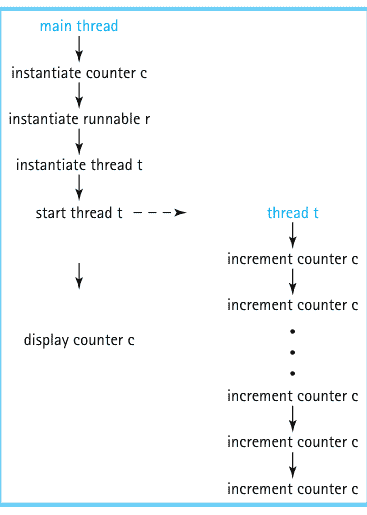 main thread
instantiate counter c
instantiate runnable r
instantiate thread t
start thread t
display counter c
thread t
increment counter c
increment counter c
increment counter c
increment counter c
increment counter c